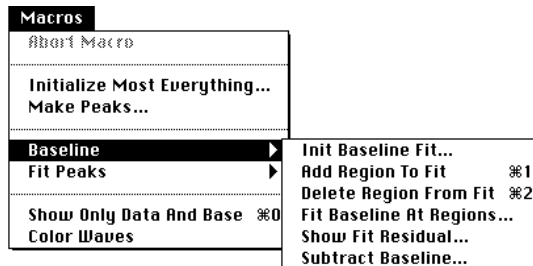 Macros
Abort Macro
Initialize Most Everything...
Make Peaks...
Baseline
Fit Peaks
Show Only Data And Base ⌘0
Color Waves
Init Baseline Fit...
Add Region To Fit ⌘1
Delete Region From Fit ⌘2
Fit Baseline At Regions...
Show Fit Residual...
Subtract Baseline...